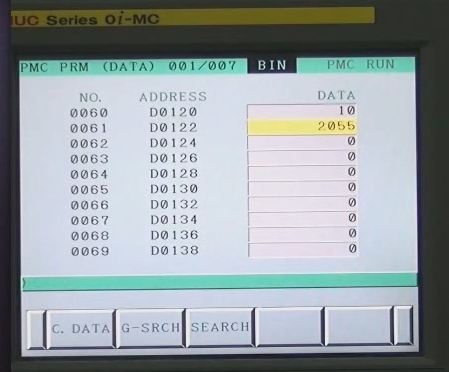 UC Series 0i-MC
PMC PRM (DATA) 001/007 BIN PMC RUN
NO. ADDRESS DATA
0060 D0120 10
0061 D0122 2055
0062 D0124 0
0063 D0126 0
0064 D0128 0
0065 D0130 0
0066 D0132 0
0067 D0134 0
0068 D0136 0
0069 D0138 0
)
C. DATA G-SRCH SEARCH